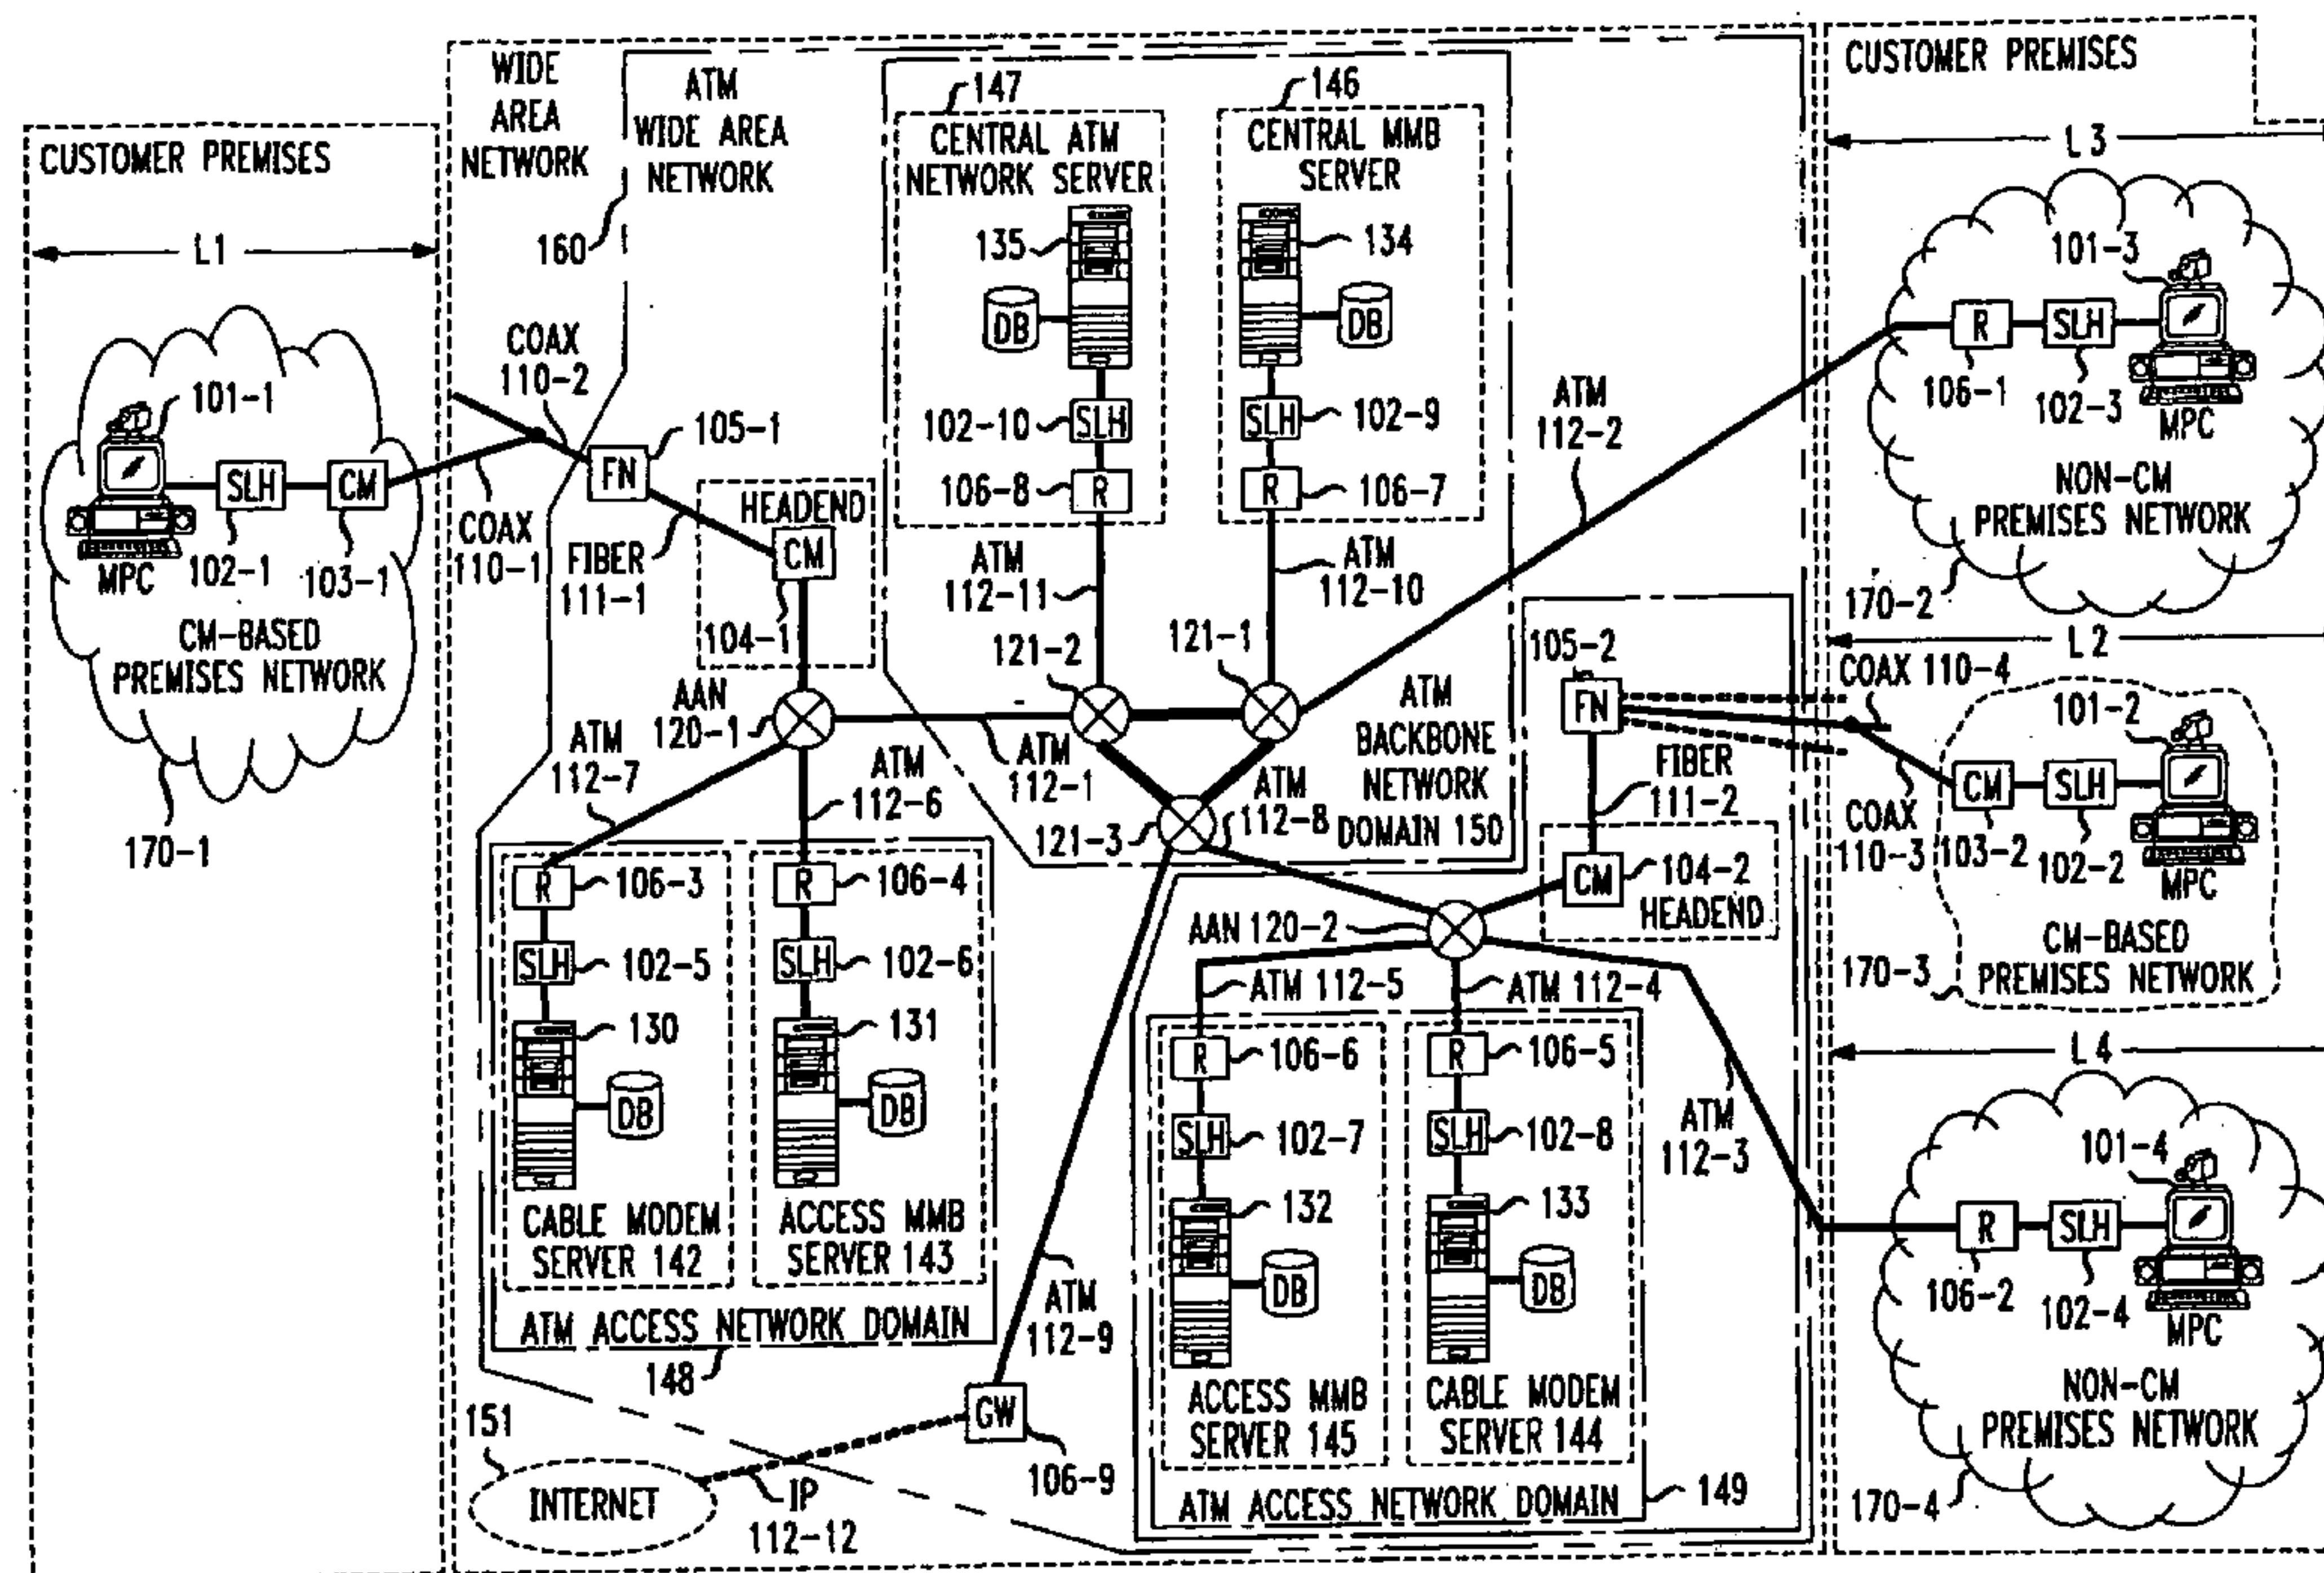 CUSTOMER PREMISES
L1
101-1
SLH
CM
MPC
102-1
103-1
CM-BASED
PREMISES NETWORK
170-1
WIDE
AREA
NETWORK
ATM
WIDE AREA
NETWORK
160
COAX
110-2
105-1
FN
COAX
110-1
FIBER
111-1
HEADEND
CM
104-1
AAN
120-1
ATM
112-7
ATM
112-6
ATM
112-1
147
CENTRAL ATM
NETWORK SERVER
135
DB
102-10
SLH
106-8
R
ATM
112-11
121-2
146
CENTRAL MMB
SERVER
134
DB
SLH
102-9
R
106-7
ATM
112-10
121-1
ATM
112-2
ATM
BACKBONE
NETWORK
DOMAIN 150
121-3
ATM
112-8
R
106-3
SLH
102-5
130
DB
CABLE MODEM
SERVER 142
R
106-4
SLH
102-6
131
DB
ACCESS MMB
SERVER 143
ATM ACCESS NETWORK DOMAIN
148
151
INTERNET
IP
112-12
GW
106-9
ATM
112-9
105-2
FN
FIBER
111-2
CM
104-2
HEADEND
AAN 120-2
ATM 112-5
ATM 112-4
ATM
112-3
R
106-6
SLH
102-7
132
DB
ACCESS MMB
SERVER 145
R
106-5
SLH
102-8
133
DB
CABLE MODEM
SERVER 144
ATM ACCESS NETWORK DOMAIN
149
CUSTOMER PREMISES
L3
101-3
R
SLH
106-1
102-3
MPC
NON-CM
PREMISES NETWORK
170-2
L2
COAX 110-4
101-2
CM
SLH
COAX
110-3
103-2
102-2
MPC
CM-BASED
PREMISES NETWORK
170-3
L4
101-4
R
SLH
106-2
102-4
MPC
NON-CM
PREMISES NETWORK
170-4